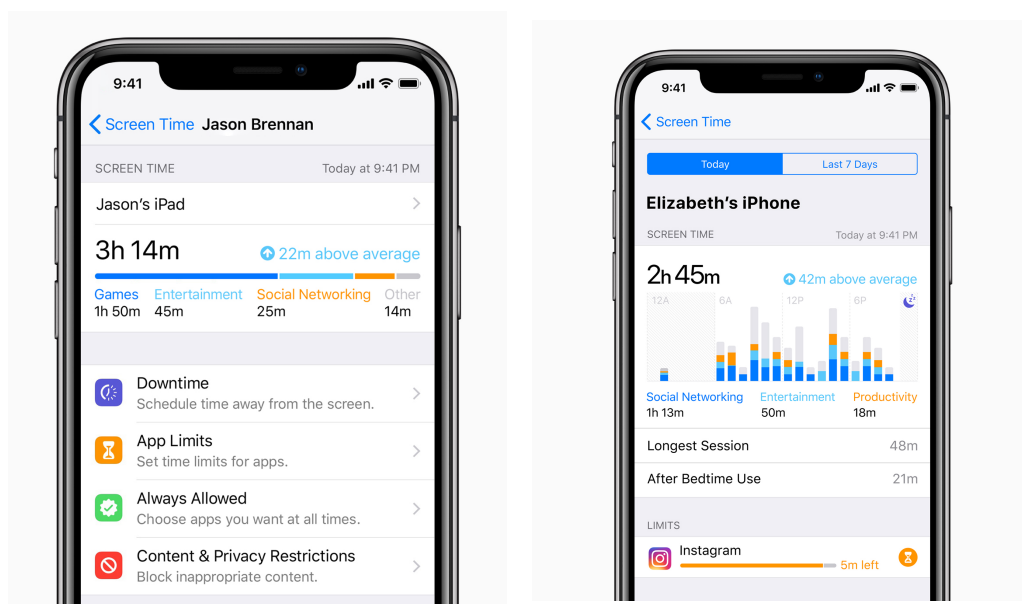 9:41
Screen Time Jason Brennan
SCREEN TIME Today at 9:41 PM
Jason's iPad
3h 14m 22m above average
Games Entertainment Social Networking Other
1h 50m 45m 25m 14m
Downtime
Schedule time away from the screen.
App Limits
Set time limits for apps.
Always Allowed
Choose apps you want at all times.
Content & Privacy Restrictions
Block inappropriate content.
9:41
Screen Time
Today Last 7 Days
Elizabeth's iPhone
SCREEN TIME Today at 9:41 PM
2h 45m 42m above average
12A 6A 12P 6P
Social Networking Entertainment Productivity
1h 13m 50m 18m
Longest Session 48m
After Bedtime Use 21m
LIMITS
Instagram
5m left